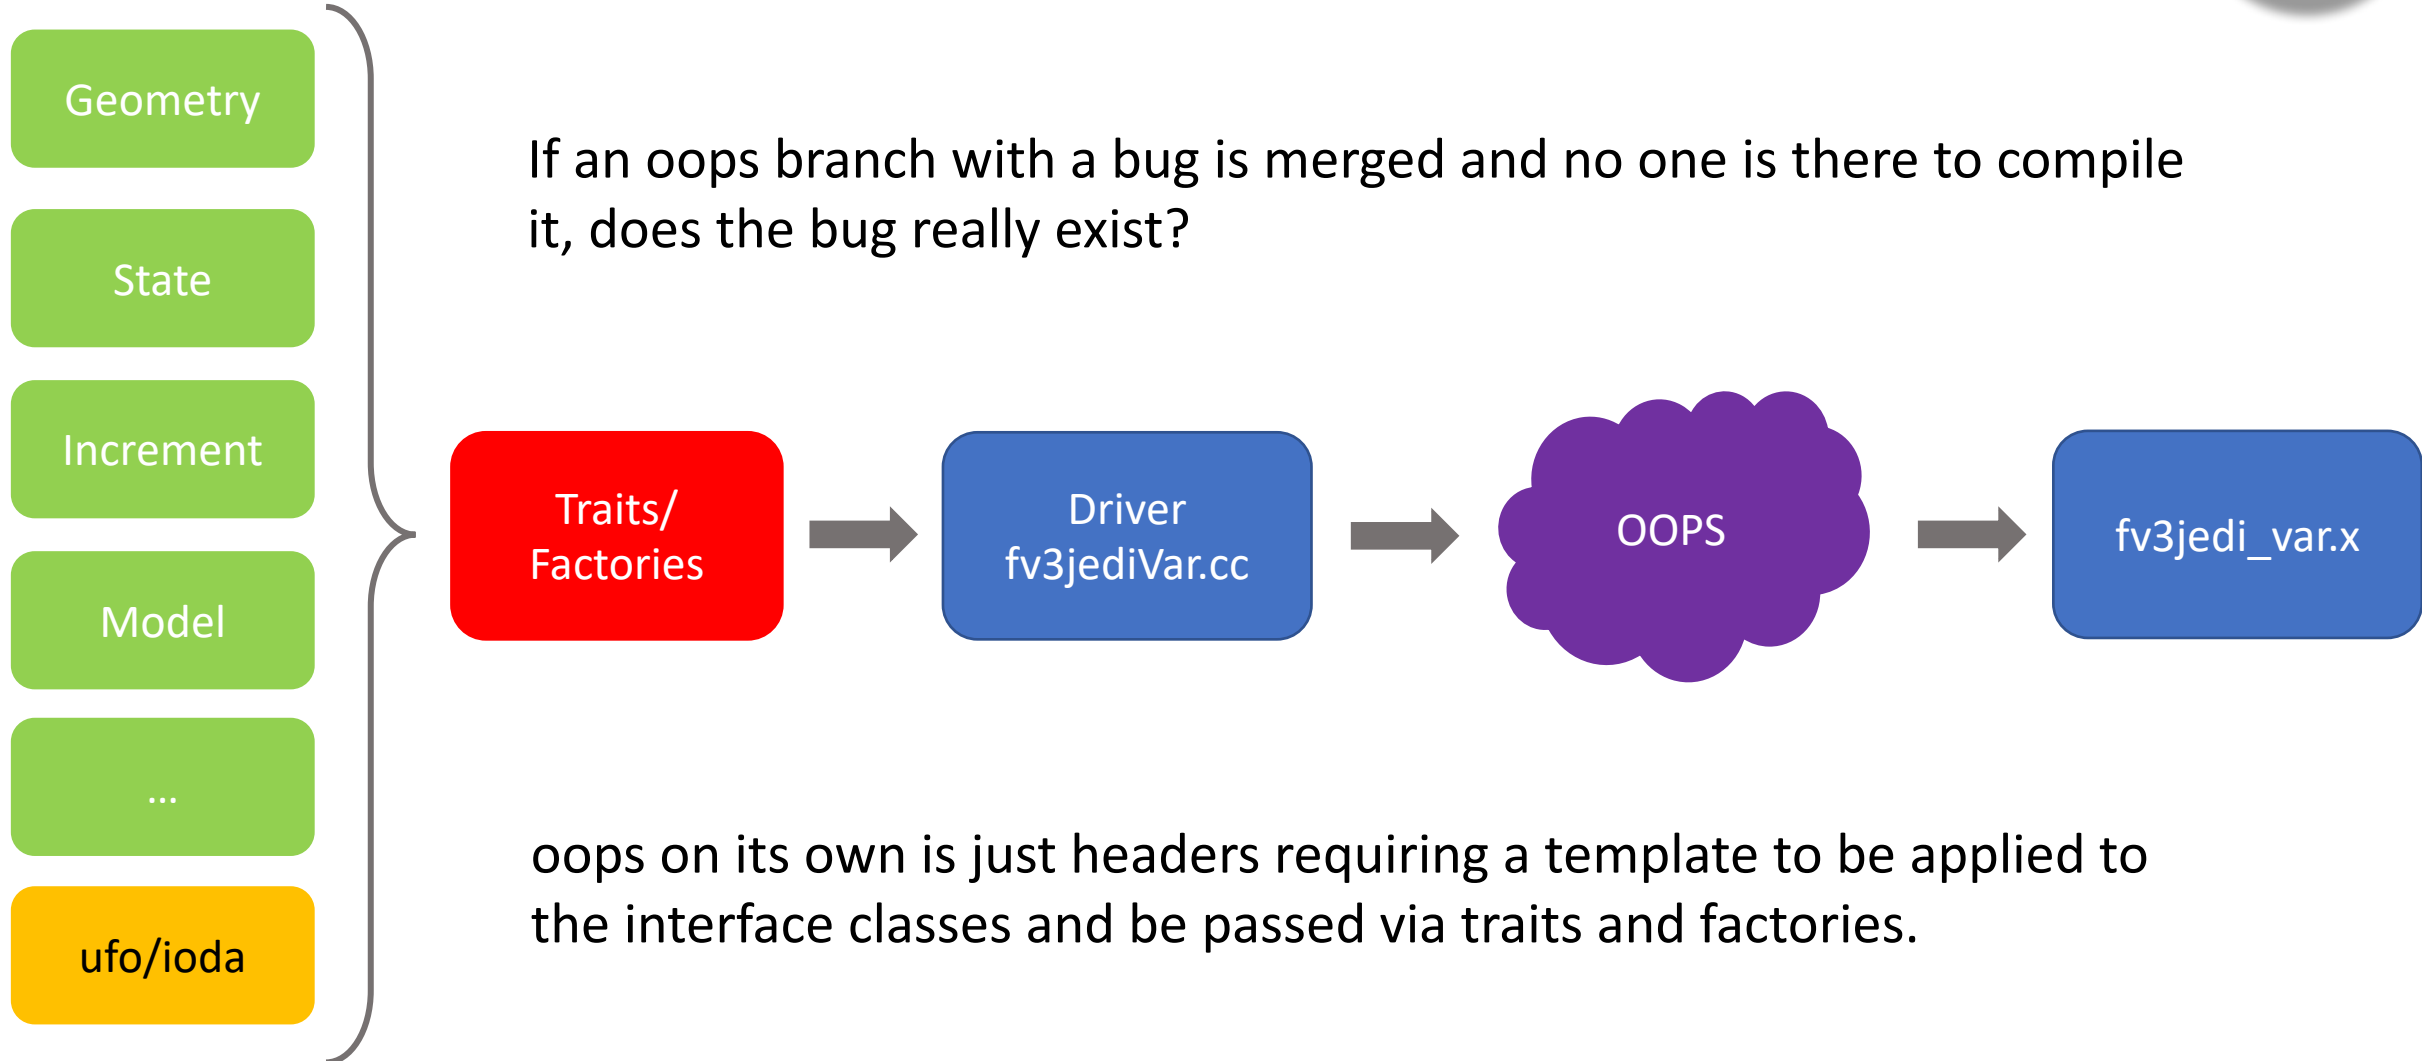 Geometry
State
Increment
Model
...
ufo/ioda
If an oops branch with a bug is merged and no one is there to compile
it, does the bug really exist?
Traits/
Factories
Driver
fv3jediVar.cc
OOPS
fv3jedi_var.x
oops on its own is just headers requiring a template to be applied to
the interface classes and be passed via traits and factories.